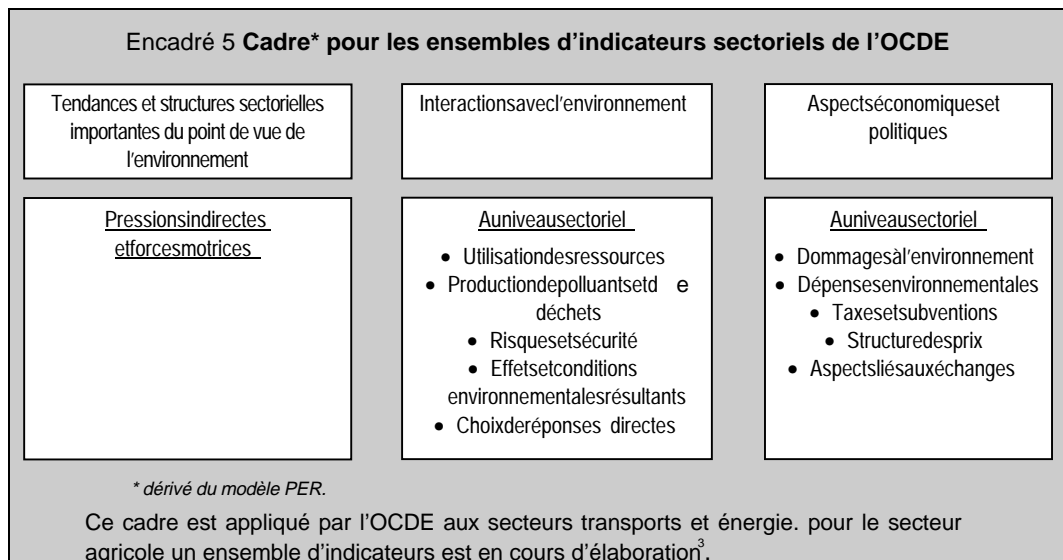 Encadré 5 Cadre* pour les ensembles d'indicateurs sectoriels de l'OCDE
Tendances et structures sectorielles
importantes du point de vue de
l'environnement
Interactionsavecl'environnement
Aspectséconomiqueset
politiques
Pressionsindirectes
etforcesmotrices
Auniveausectoriel
• Utilisationdesressources
• Productiondepolluantsetd e
déchets
• Risquesetsécurité
• Effetsetconditions
environnementalesrésultants
• Choixderéponses directes
Auniveausectoriel
• Dommagesàl'environnement
• Dépensesenvironnementales
• Taxesetsubventions
• Structuredesprix
• Aspectsliésauxéchanges
* dérivé du modèle PER.
Ce cadre est appliqué par l'OCDE aux secteurs transports et énergie. pour le secteur
agricole un ensemble d'indicateurs est en cours d'élaboration³.